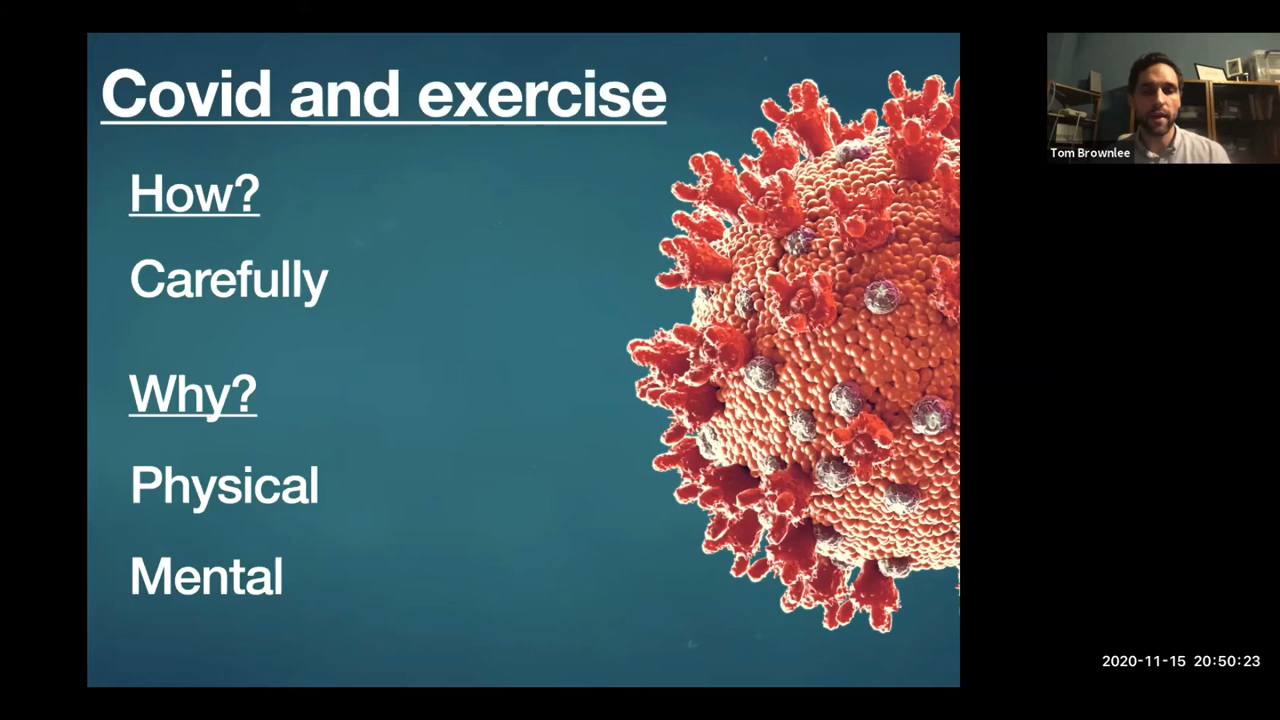 Covid and exercise
How?
Carefully
Why?
Physical
Mental
Tom Brownlee
2020-11-15 20:50:23